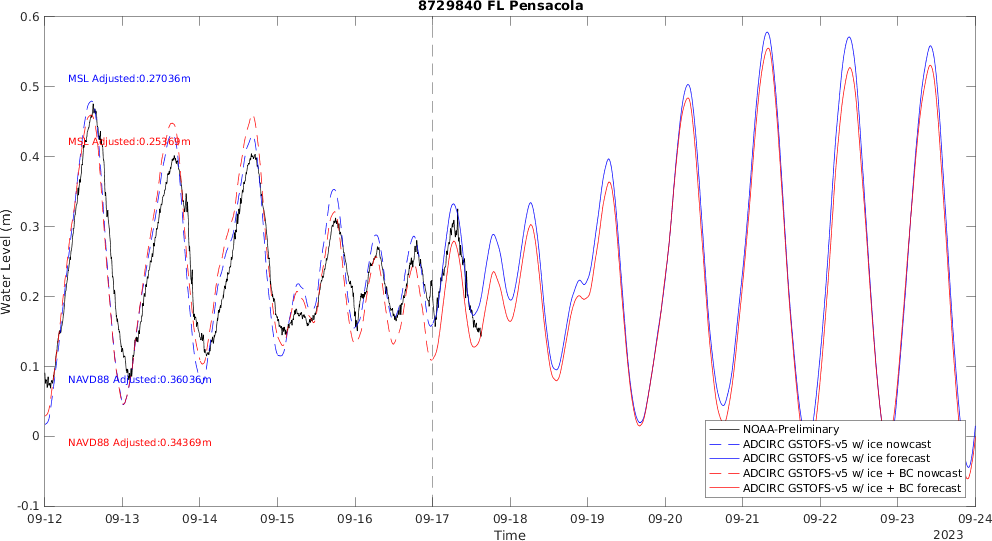 8729840 FL Pensacola
0.6
0.5
0.4
0.3
0.2
0.1
0
-0.1
Water Level (m)
MSL Adjusted:0.27036m
MSL Adjusted:0.25369m
NAVD88 Adjusted:0.36036m
NAVD88 Adjusted:0.34369m
NOAA-Preliminary
ADCIRC GSTOFS-v5 w/ ice nowcast
ADCIRC GSTOFS-v5 w/ ice forecast
ADCIRC GSTOFS-v5 w/ ice + BC nowcast
ADCIRC GSTOFS-v5 w/ ice + BC forecast
09-12 09-13 09-14 09-15 09-16 09-17 09-18 09-19 09-20 09-21 09-22 09-23 09-24
Time
2023